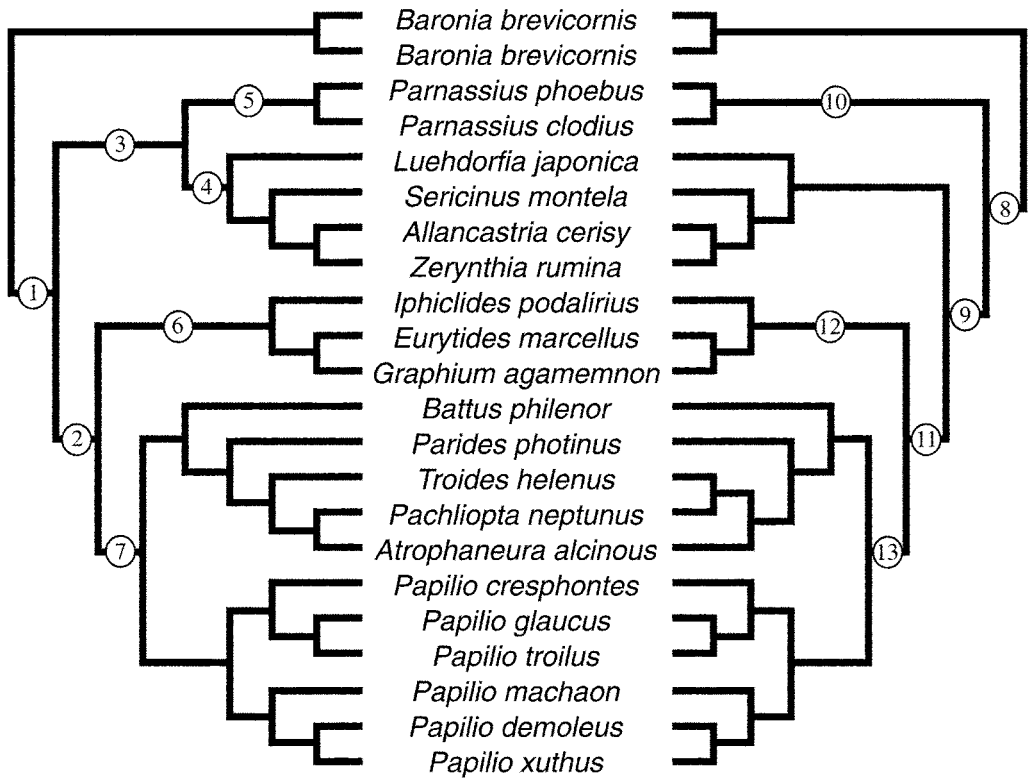 Baronia brevicornis
Baronia brevicornis
Parnassius phoebus
5
10
Parnassius clodius
3
Luehdorfia japonica
4
Sericinus montela
8
Allancastria cerisy
Zerynthia rumina
1
Iphiclides podalirius
9
6
12
Eurytides marcellus
Graphium agamemnon
Battus philenor
2
11
Parides photinus
Troides helenus
Pachliopta neptunus
7
13
Atrophaneura alcinous
Papilio cresphontes
Papilio glaucus
Papilio troilus
Papilio machaon
Papilio demoleus
Papilio xuthus